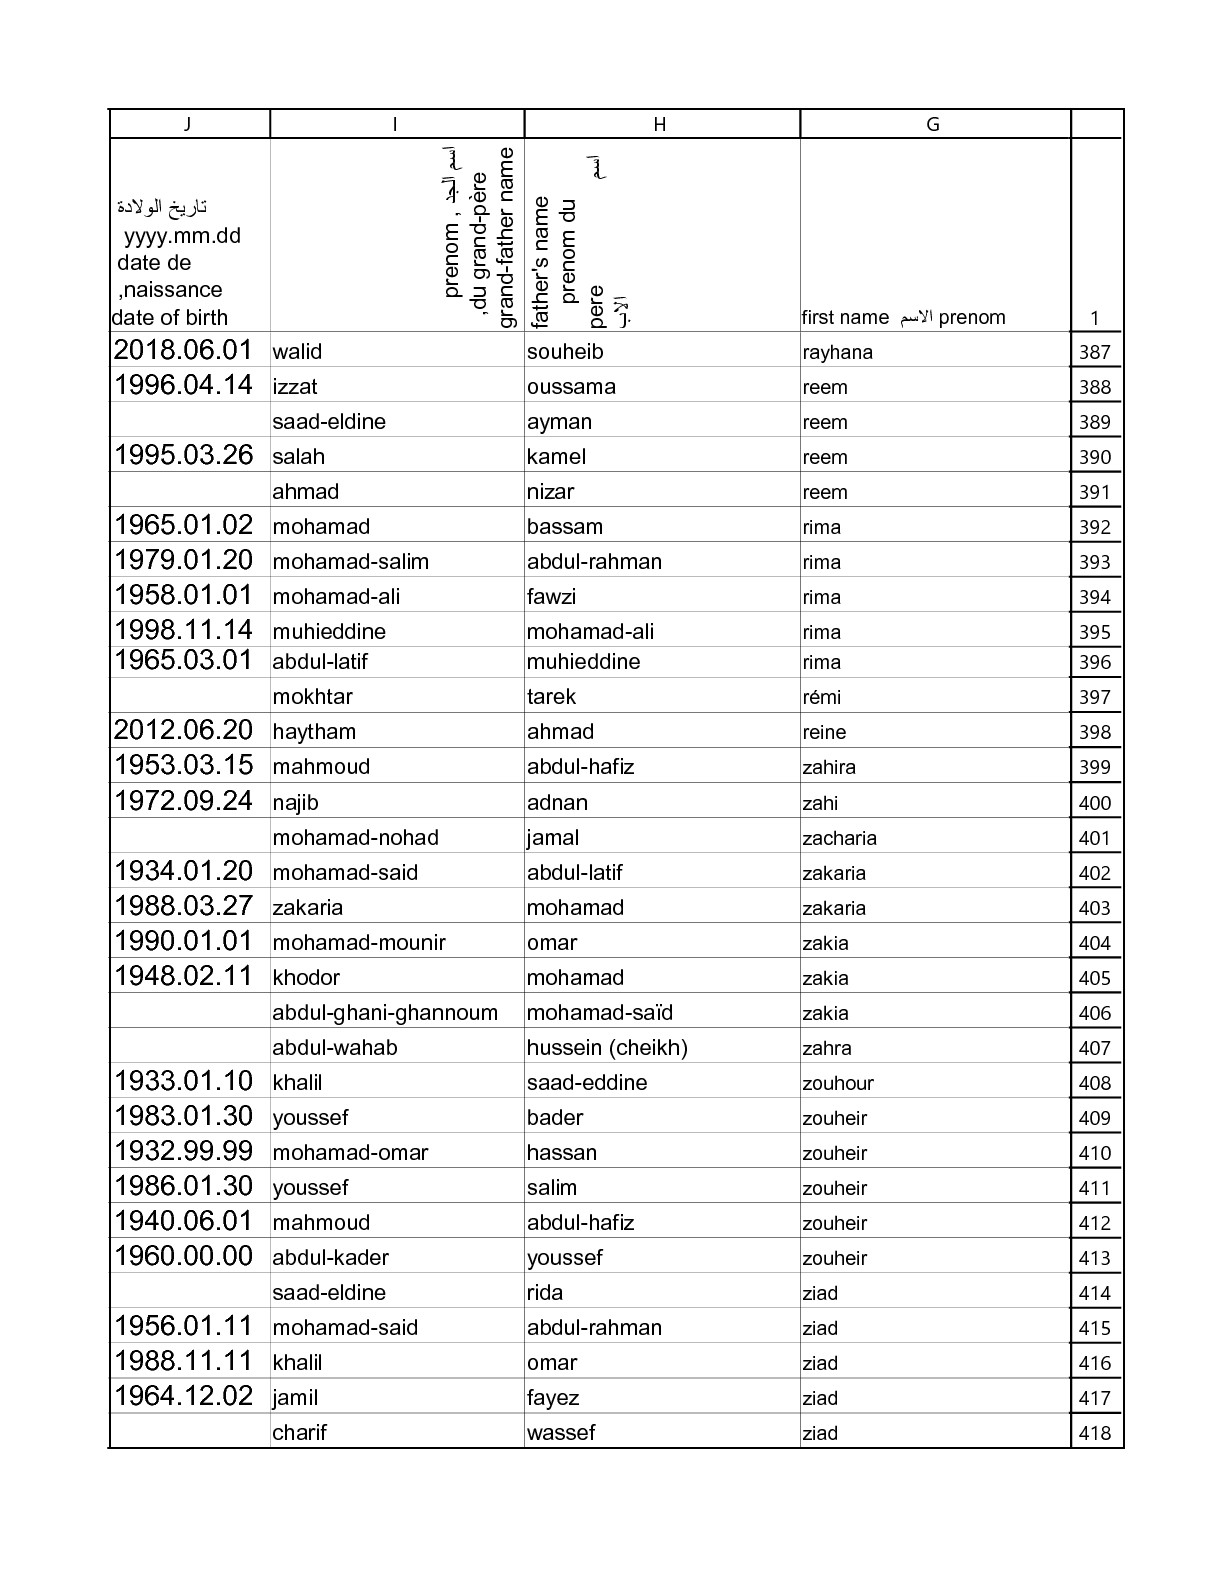 J I H G
تاريخ الولادة
yyyy.mm.dd
date de
,naissance
date of birth
اسم الجد , prenom
,du grand-père
grand-father name
father's name
اسم prenom du
pere
الاب
first name الاسم prenom 1
2018.06.01 walid souheib rayhana 387
1996.04.14 izzat oussama reem 388
saad-eldine ayman reem 389
1995.03.26 salah kamel reem 390
ahmad nizar reem 391
1965.01.02 mohamad bassam rima 392
1979.01.20 mohamad-salim abdul-rahman rima 393
1958.01.01 mohamad-ali fawzi rima 394
1998.11.14 muhieddine mohamad-ali rima 395
1965.03.01 abdul-latif muhieddine rima 396
mokhtar tarek rémi 397
2012.06.20 haytham ahmad reine 398
1953.03.15 mahmoud abdul-hafiz zahira 399
1972.09.24 najib adnan zahi 400
mohamad-nohad jamal zacharia 401
1934.01.20 mohamad-said abdul-latif zakaria 402
1988.03.27 zakaria mohamad zakaria 403
1990.01.01 mohamad-mounir omar zakia 404
1948.02.11 khodor mohamad zakia 405
abdul-ghani-ghannoum mohamad-saïd zakia 406
abdul-wahab hussein (cheikh) zahra 407
1933.01.10 khalil saad-eddine zouhour 408
1983.01.30 youssef bader zouheir 409
1932.99.99 mohamad-omar hassan zouheir 410
1986.01.30 youssef salim zouheir 411
1940.06.01 mahmoud abdul-hafiz zouheir 412
1960.00.00 abdul-kader youssef zouheir 413
saad-eldine rida ziad 414
1956.01.11 mohamad-said abdul-rahman ziad 415
1988.11.11 khalil omar ziad 416
1964.12.02 jamil fayez ziad 417
charif wassef ziad 418